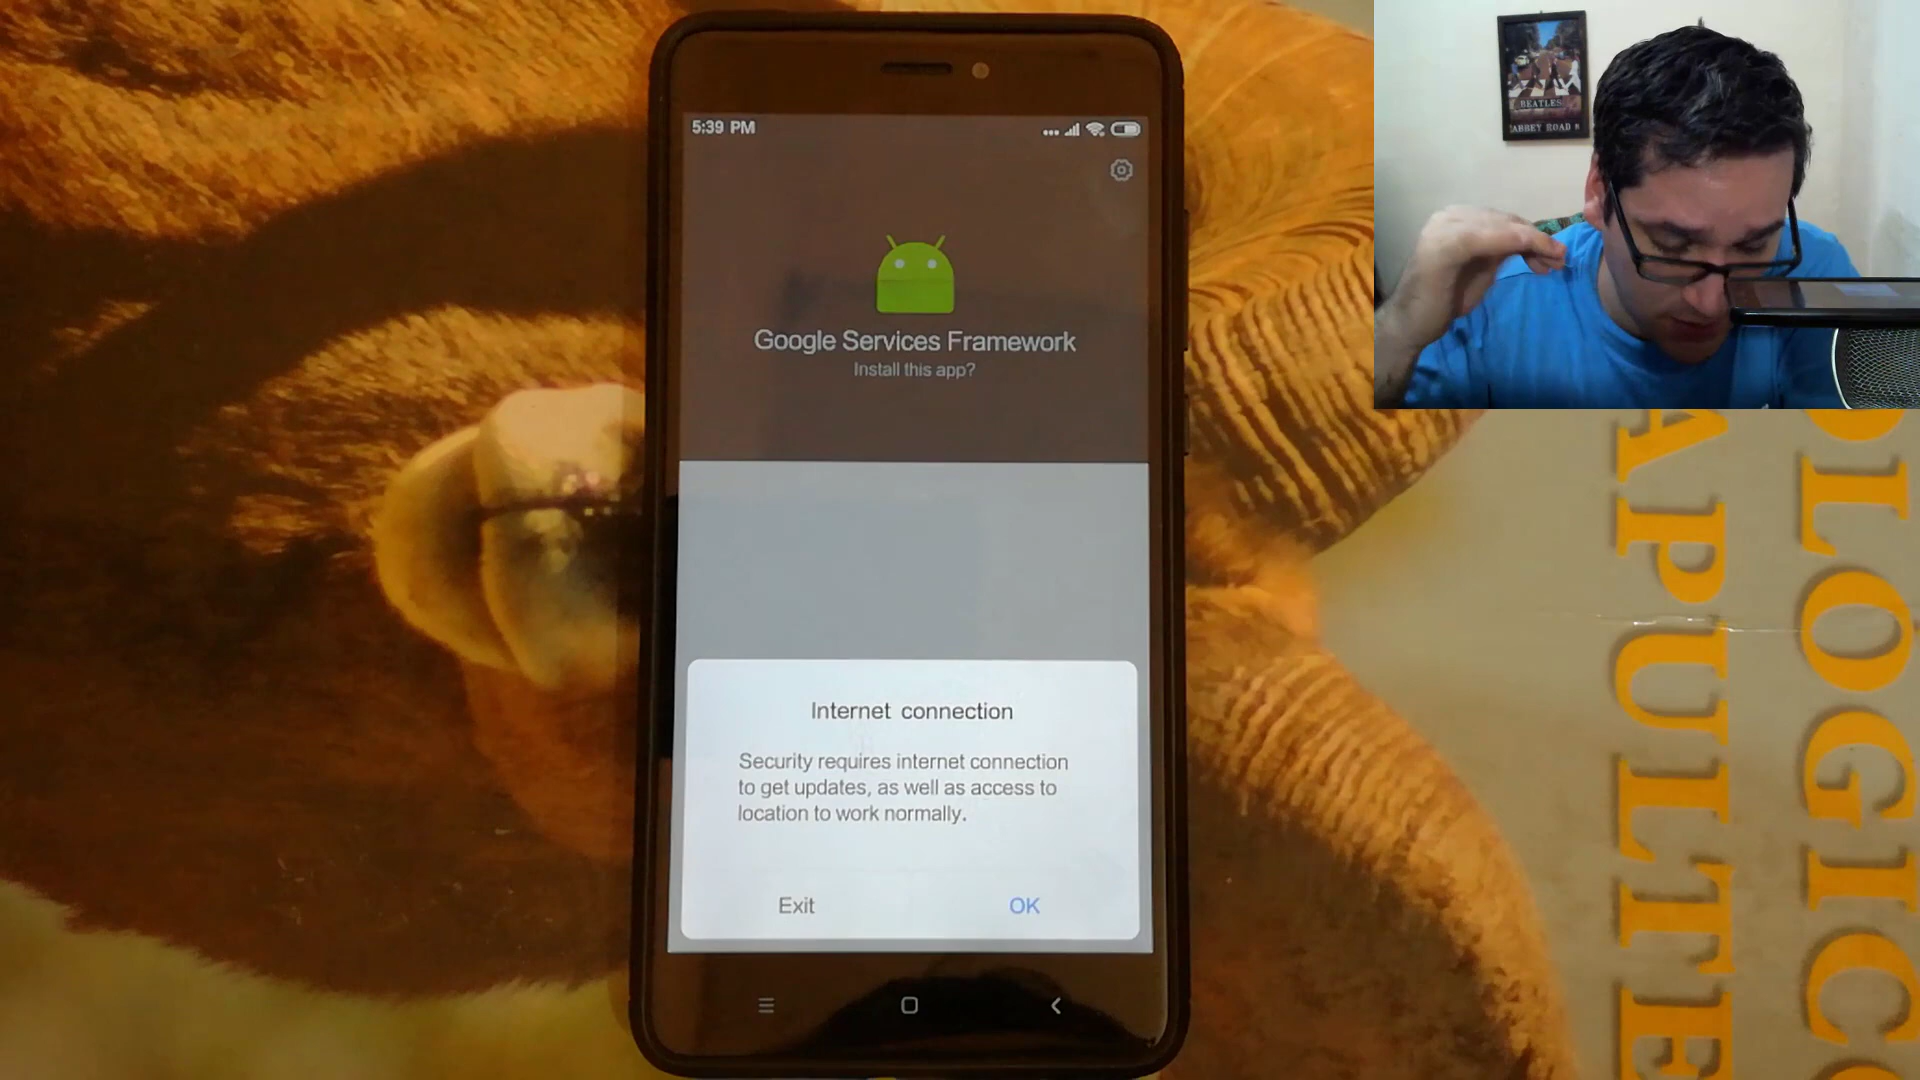 5:39 PM
Google Services Framework
Install this app?
Internet connection
Security requires internet connection
to get updates, as well as access to
location to work normally.
Exit
OK
BEATLES
ABBEY ROAD